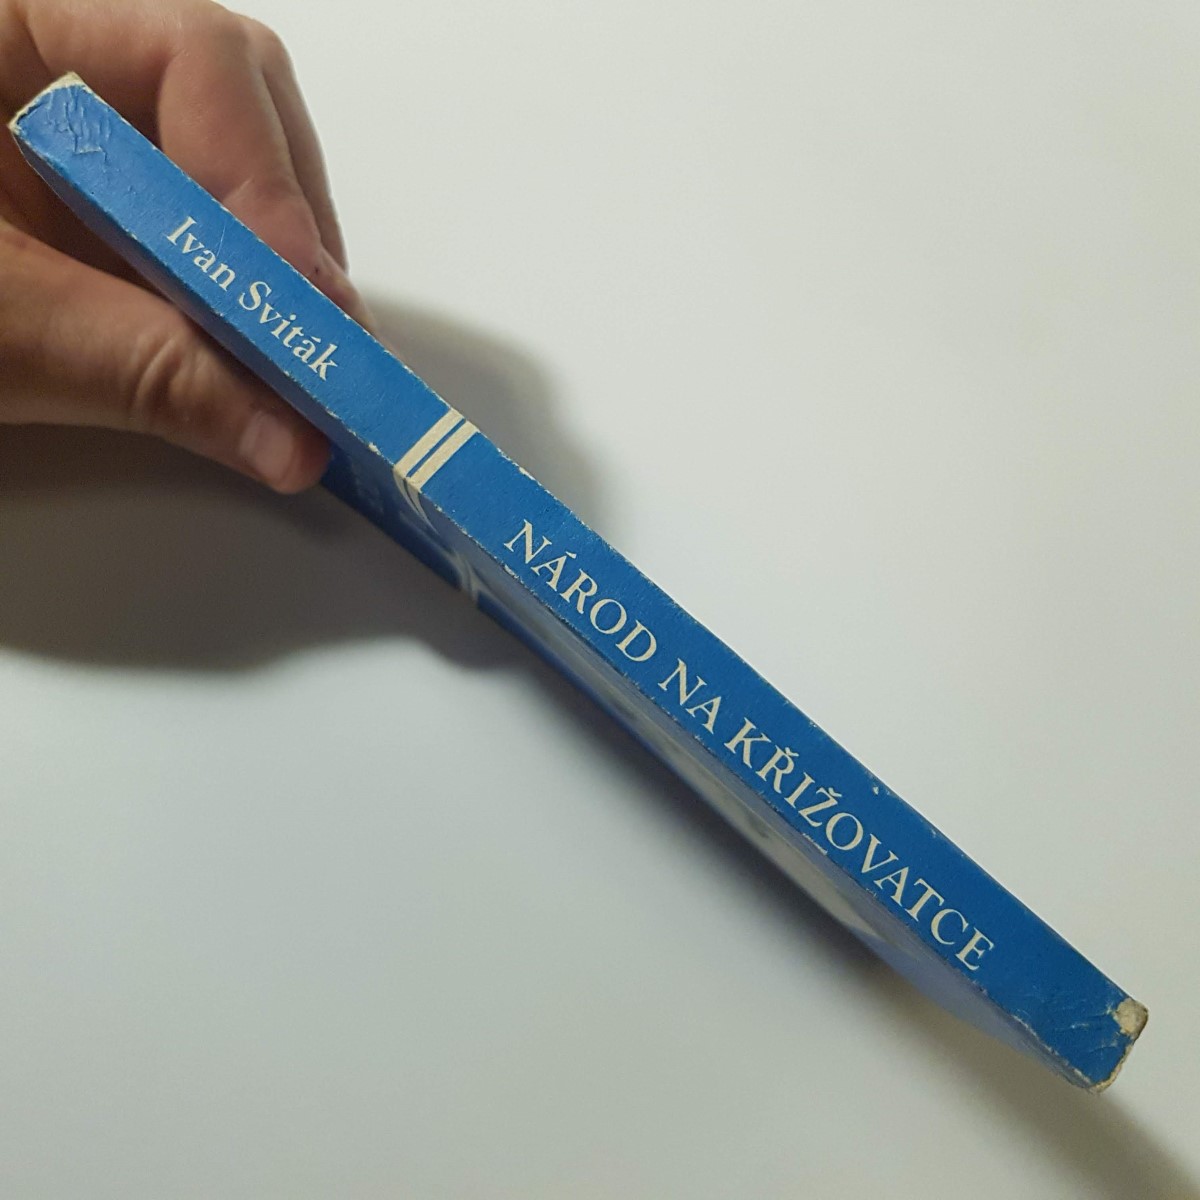 Ivan Sviták
NÁROD NA KŘIŽOVATCE